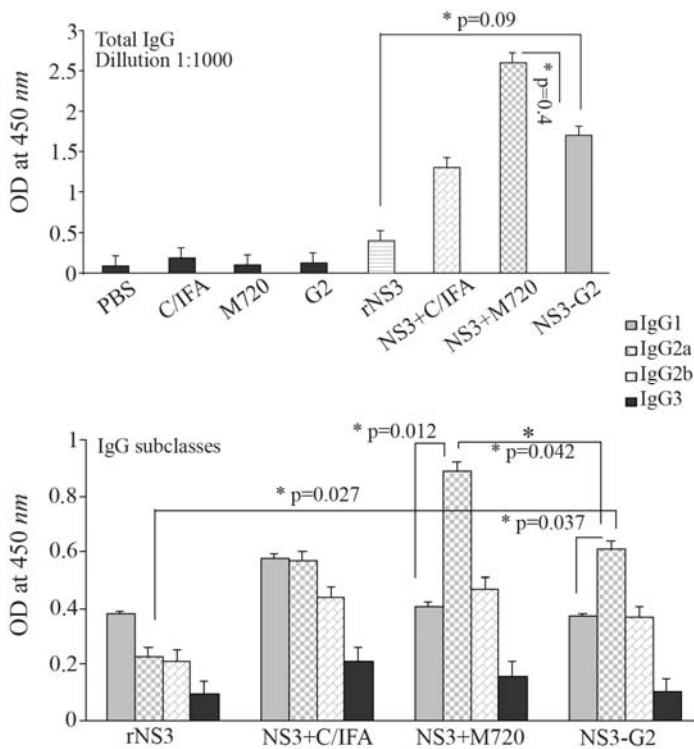 Total IgG
Dillution 1:1000
* p=0.09
* p=0.4
OD at 450 nm
3
2.5
2
1.5
1
0.5
0
PBS
C/IFA
M720
G2
rNS3
NS3+C/IFA
NS3+M720
NS3-G2
IgG1
IgG2a
IgG2b
IgG3
IgG subclasses
* p=0.012
*
* p=0.042
* p=0.027
* p=0.037
OD at 450 nm
1
0.8
0.6
0.4
0.2
0
rNS3 NS3+C/IFA NS3+M720 NS3-G2